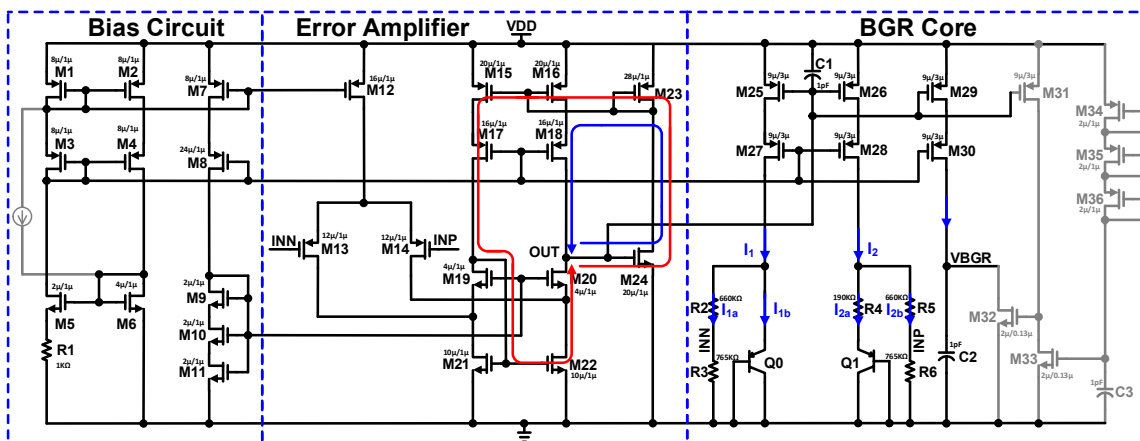 Bias Circuit
Error Amplifier
VDD
BGR Core
8µ/1µ
M1
8µ/1µ
M2
8µ/1µ
M7
16µ/1µ
M12
20µ/1µ
M15
20µ/1µ
M16
28µ/1µ
M23
9µ/3µ
M25
C1
1pF
9µ/3µ
M26
9µ/3µ
M29
9µ/3µ
M31
M34
2µ/1µ
8µ/1µ
M3
8µ/1µ
M4
24µ/1µ
M8
16µ/1µ
M17
16µ/1µ
M18
9µ/3µ
M27
9µ/3µ
M28
9µ/3µ
M30
M35
2µ/1µ
M36
2µ/1µ
INN
12µ/1µ
M13
12µ/1µ
M14
INP
OUT
M24
20µ/1µ
I1
I2
VBGR
2µ/1µ
M5
4µ/1µ
M6
2µ/1µ
M9
4µ/1µ
M19
M20
4µ/1µ
R2
660KΩ
I1a
I1b
190KΩ
R4
I2a
660KΩ
R5
I2b
M32
2µ/0.13µ
2µ/1µ
M10
2µ/1µ
M11
R1
1KΩ
10µ/1µ
M21
M22
10µ/1µ
INN
765KΩ
R3
Q0
Q1
INP
765KΩ
R6
1pF
C2
M33
2µ/0.13µ
1pF
C3